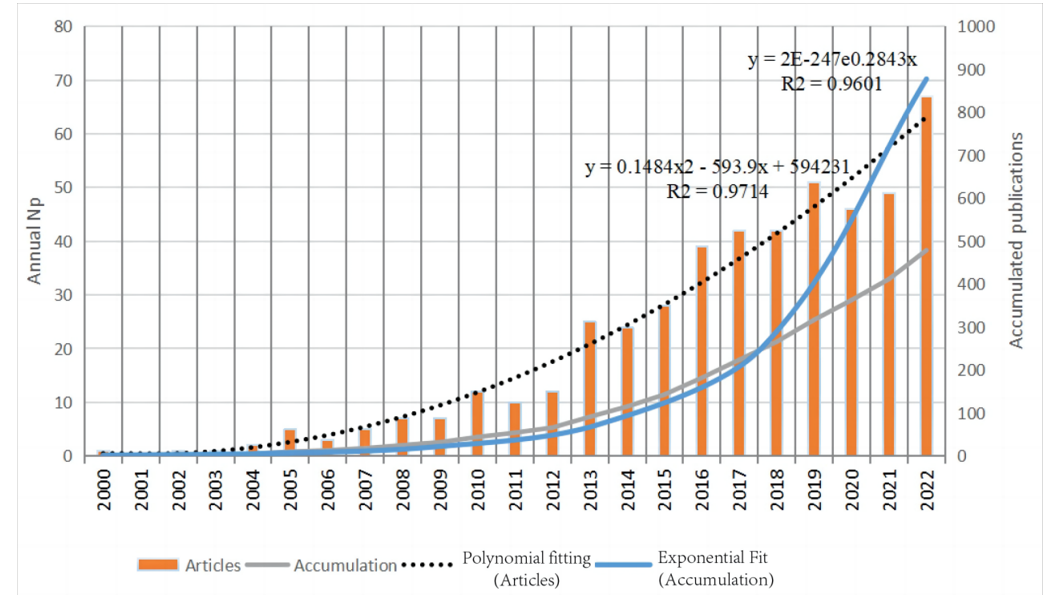 80
70
60
50
40
30
20
10
0
Annual Np
1000
900
800
700
600
500
400
300
200
100
0
Accumulated publications
y = 2E-247e0.2843x
R2 = 0.9601
y = 0.1484x2 - 593.9x + 594231
R2 = 0.9714
2000 2001 2002 2003 2004 2005 2006 2007 2008 2009 2010 2011 2012 2013 2014 2015 2016 2017 2018 2019 2020 2021 2022
Articles Accumulation Polynomial fitting Exponential Fit
(Articles) (Accumulation)